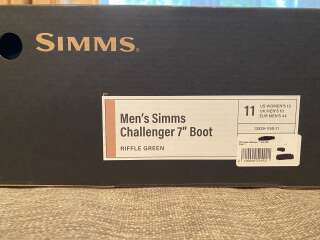 SIMMS.
Men's Simms
Challenger 7" Boot
RIFFLE GREEN
11
US WOMEN'S 13
UK MEN'S 10
EUR MEN'S 44